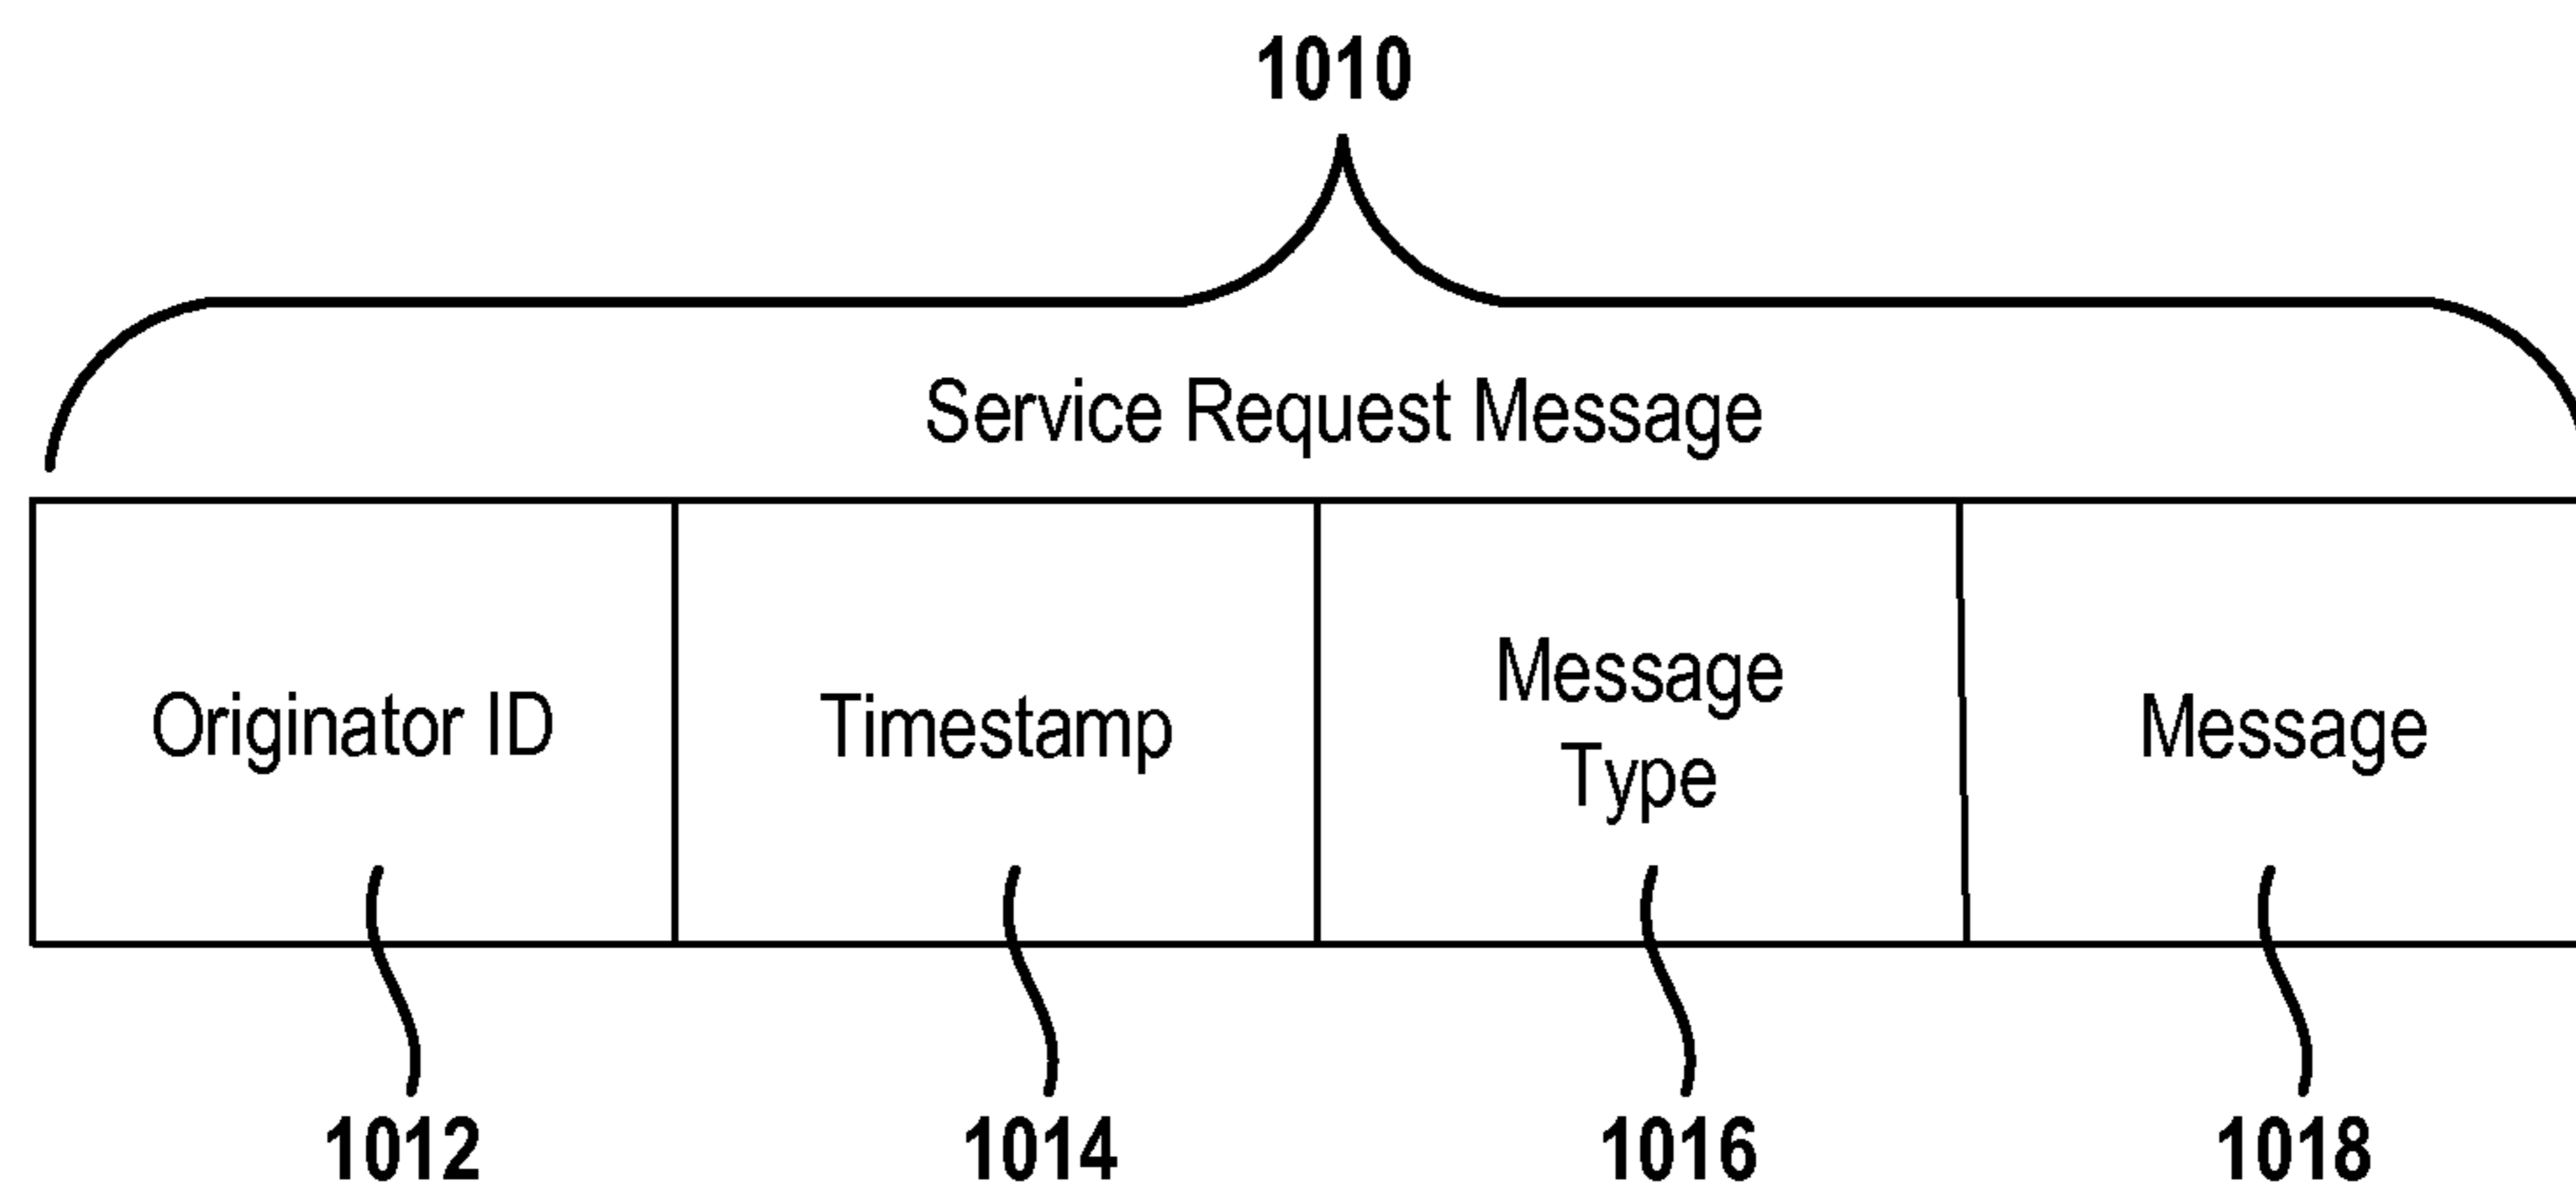 1010
Service Request Message
Originator ID
Timestamp
Message
Type
Message
1012
1014
1016
1018